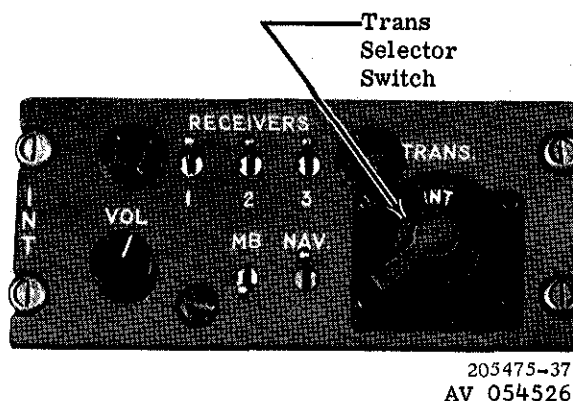 Trans
Selector
Switch
RECEIVERS
TRANS.
INT
1 2 3
VOL
MB NAV.
INT
205475-37
AV 054526